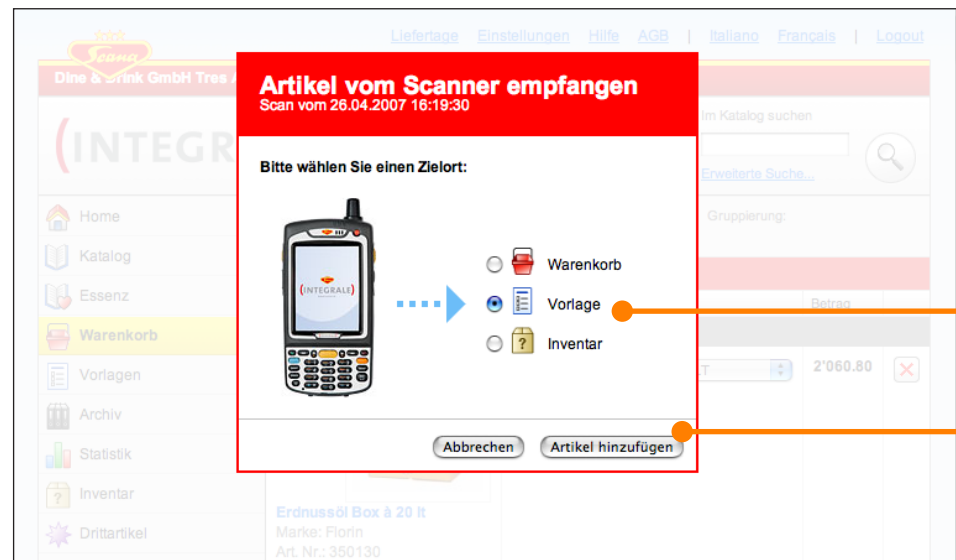 Scana
Liefertage Einstellungen Hilfe AGB | Italiano Français | Logout
Dine & Drink GmbH Tres
(INTEGR
Im Katalog suchen
Erweiterte Suche...
Home
Katalog
Essenz
Warenkorb
Vorlagen
Archiv
Statistik
Inventar
Drittartikel
Gruppierung:
Betrag
2'060.80
Artikel vom Scanner empfangen
Scan vom 26.04.2007 16:19:30
Bitte wählen Sie einen Zielort:
(INTEGRALE)
Warenkorb
Vorlage
Inventar
Abbrechen Artikel hinzufügen
Erdnussöl Box à 20 lt
Marke: Florin
Art. Nr.: 350130